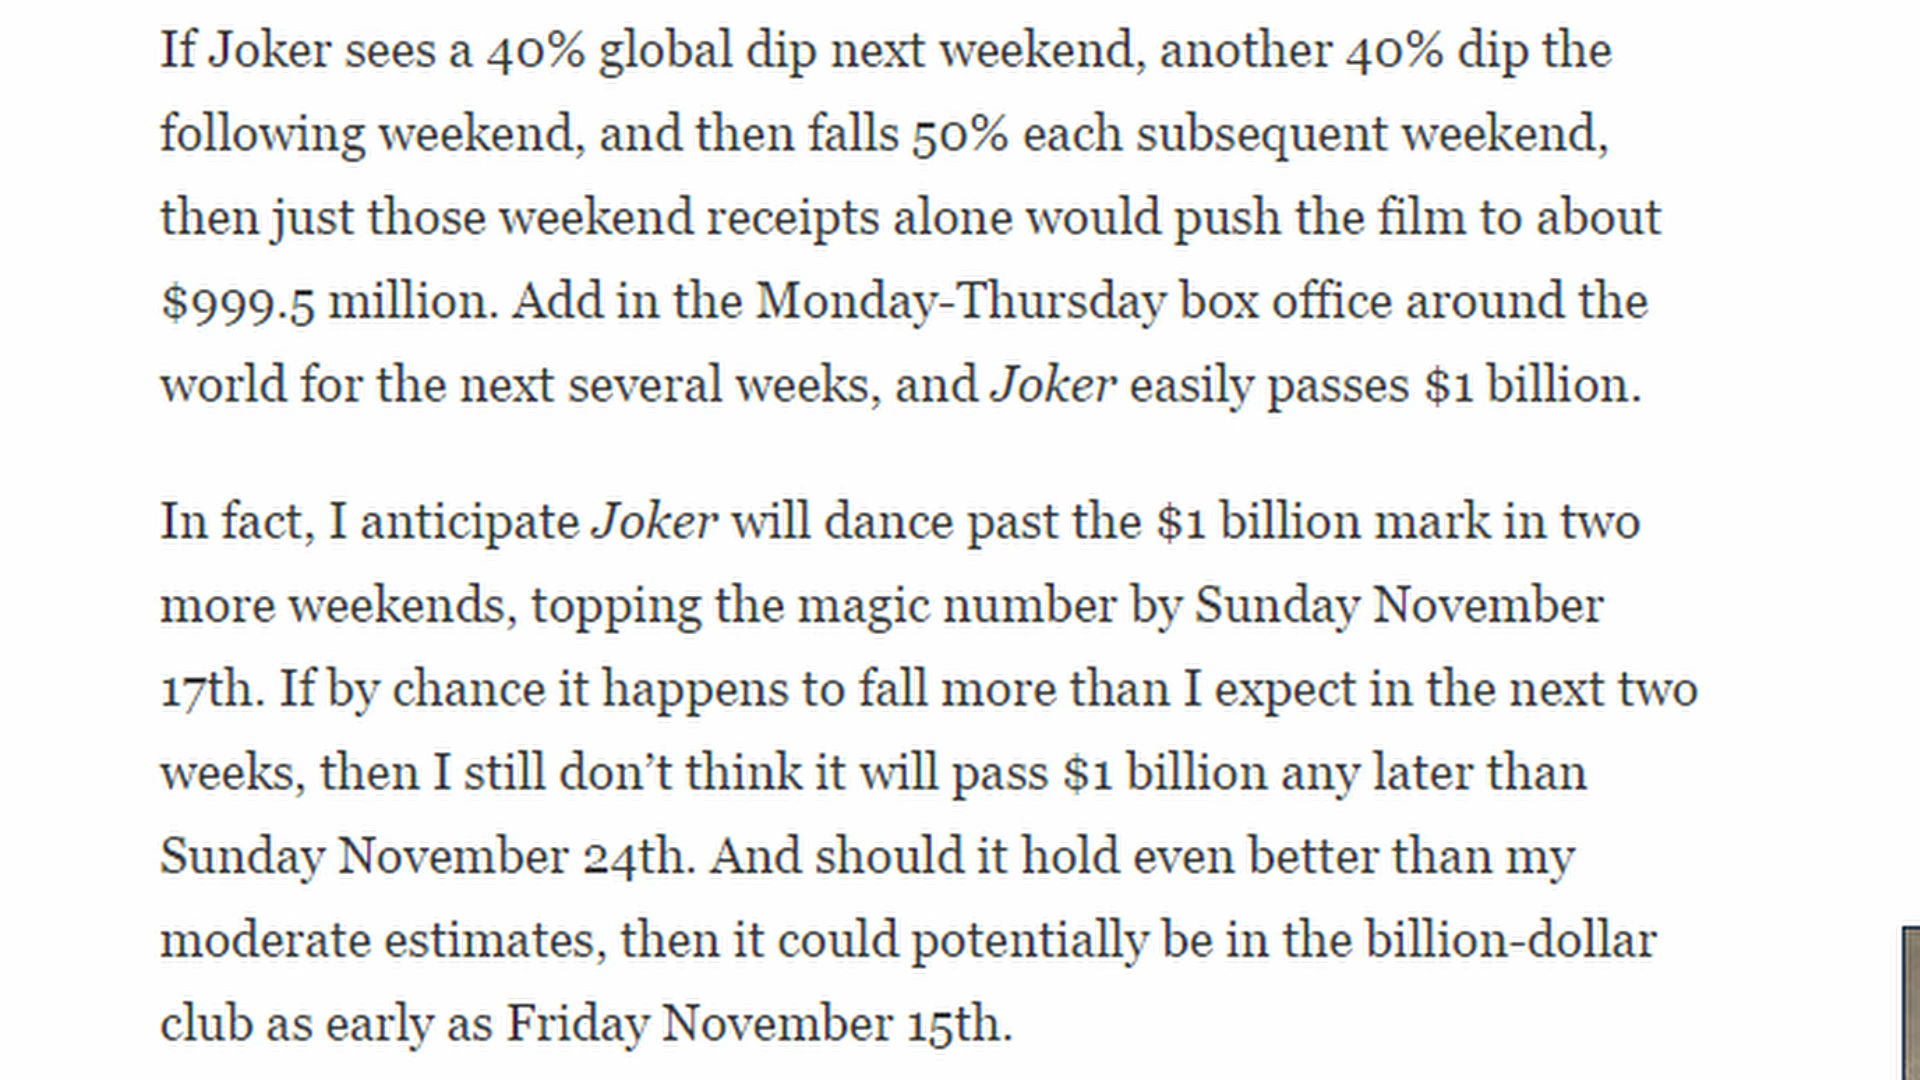 If Joker sees a 40% global dip next weekend, another 40% dip the
following weekend, and then falls 50% each subsequent weekend,
then just those weekend receipts alone would push the film to about
$999.5 million. Add in the Monday-Thursday box office around the
world for the next several weeks, and Joker easily passes $1 billion.
In fact, I anticipate Joker will dance past the $1 billion mark in two
more weekends, topping the magic number by Sunday November
17th. If by chance it happens to fall more than I expect in the next two
weeks, then I still don’t think it will pass $1 billion any later than
Sunday November 24th. And should it hold even better than my
moderate estimates, then it could potentially be in the billion-dollar
club as early as Friday November 15th.